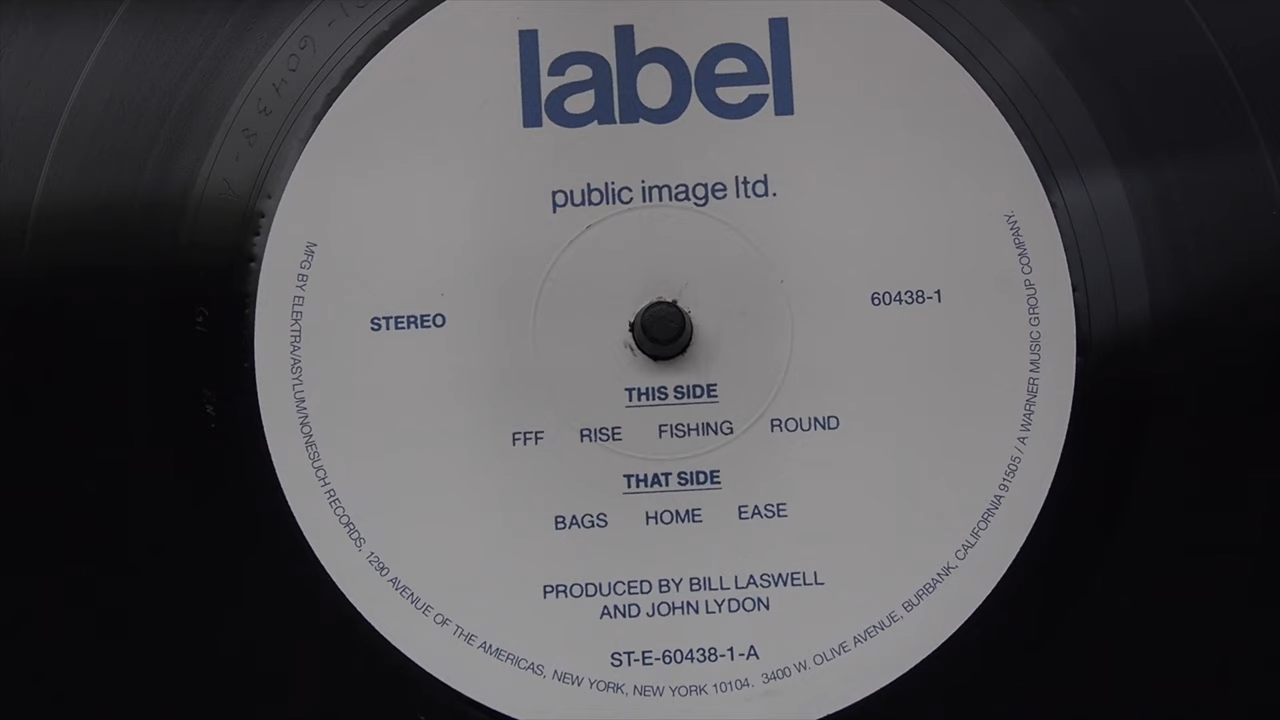 label
public image ltd.
STEREO
60438-1
THIS SIDE
FFF RISE FISHING ROUND
THAT SIDE
BAGS HOME EASE
PRODUCED BY BILL LASWELL
AND JOHN LYDON
ST-E-60438-1-A
MFG BY ELEKTRA/ASYLUM/NONESUCH RECORDS, 1290 AVENUE OF THE AMERICAS, NEW YORK, NEW YORK 10104. 3400 W. OLIVE AVENUE, BURBANK, CALIFORNIA 91505 / A WARNER MUSIC GROUP COMPANY.